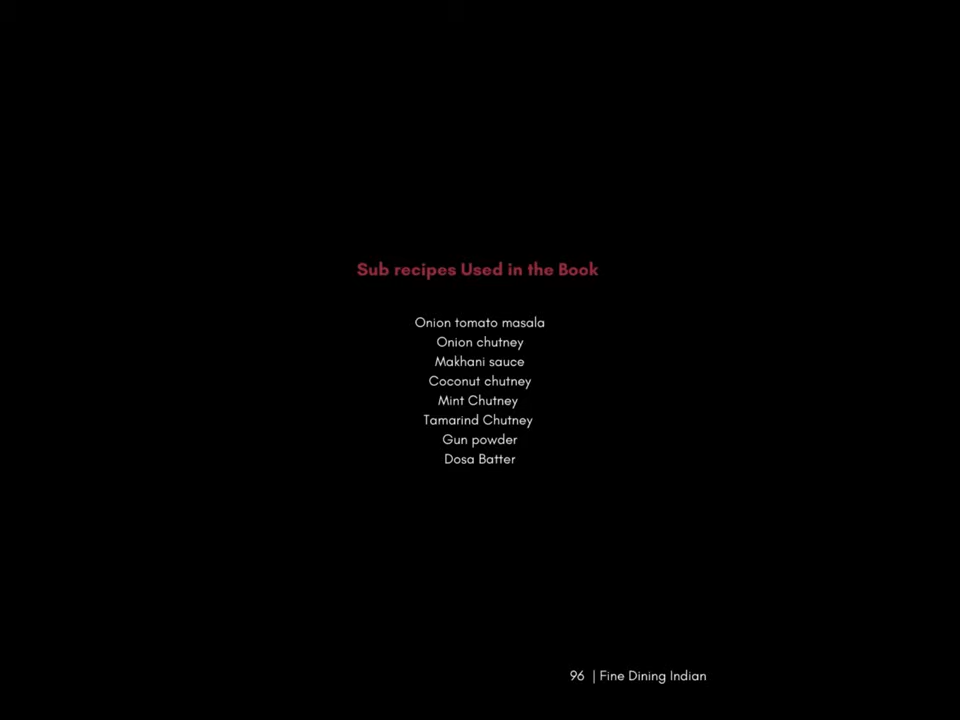 Sub recipes Used in the Book
Onion tomato masala
Onion chutney
Makhani sauce
Coconut chutney
Mint Chutney
Tamarind Chutney
Gun powder
Dosa Batter
96 | Fine Dining Indian